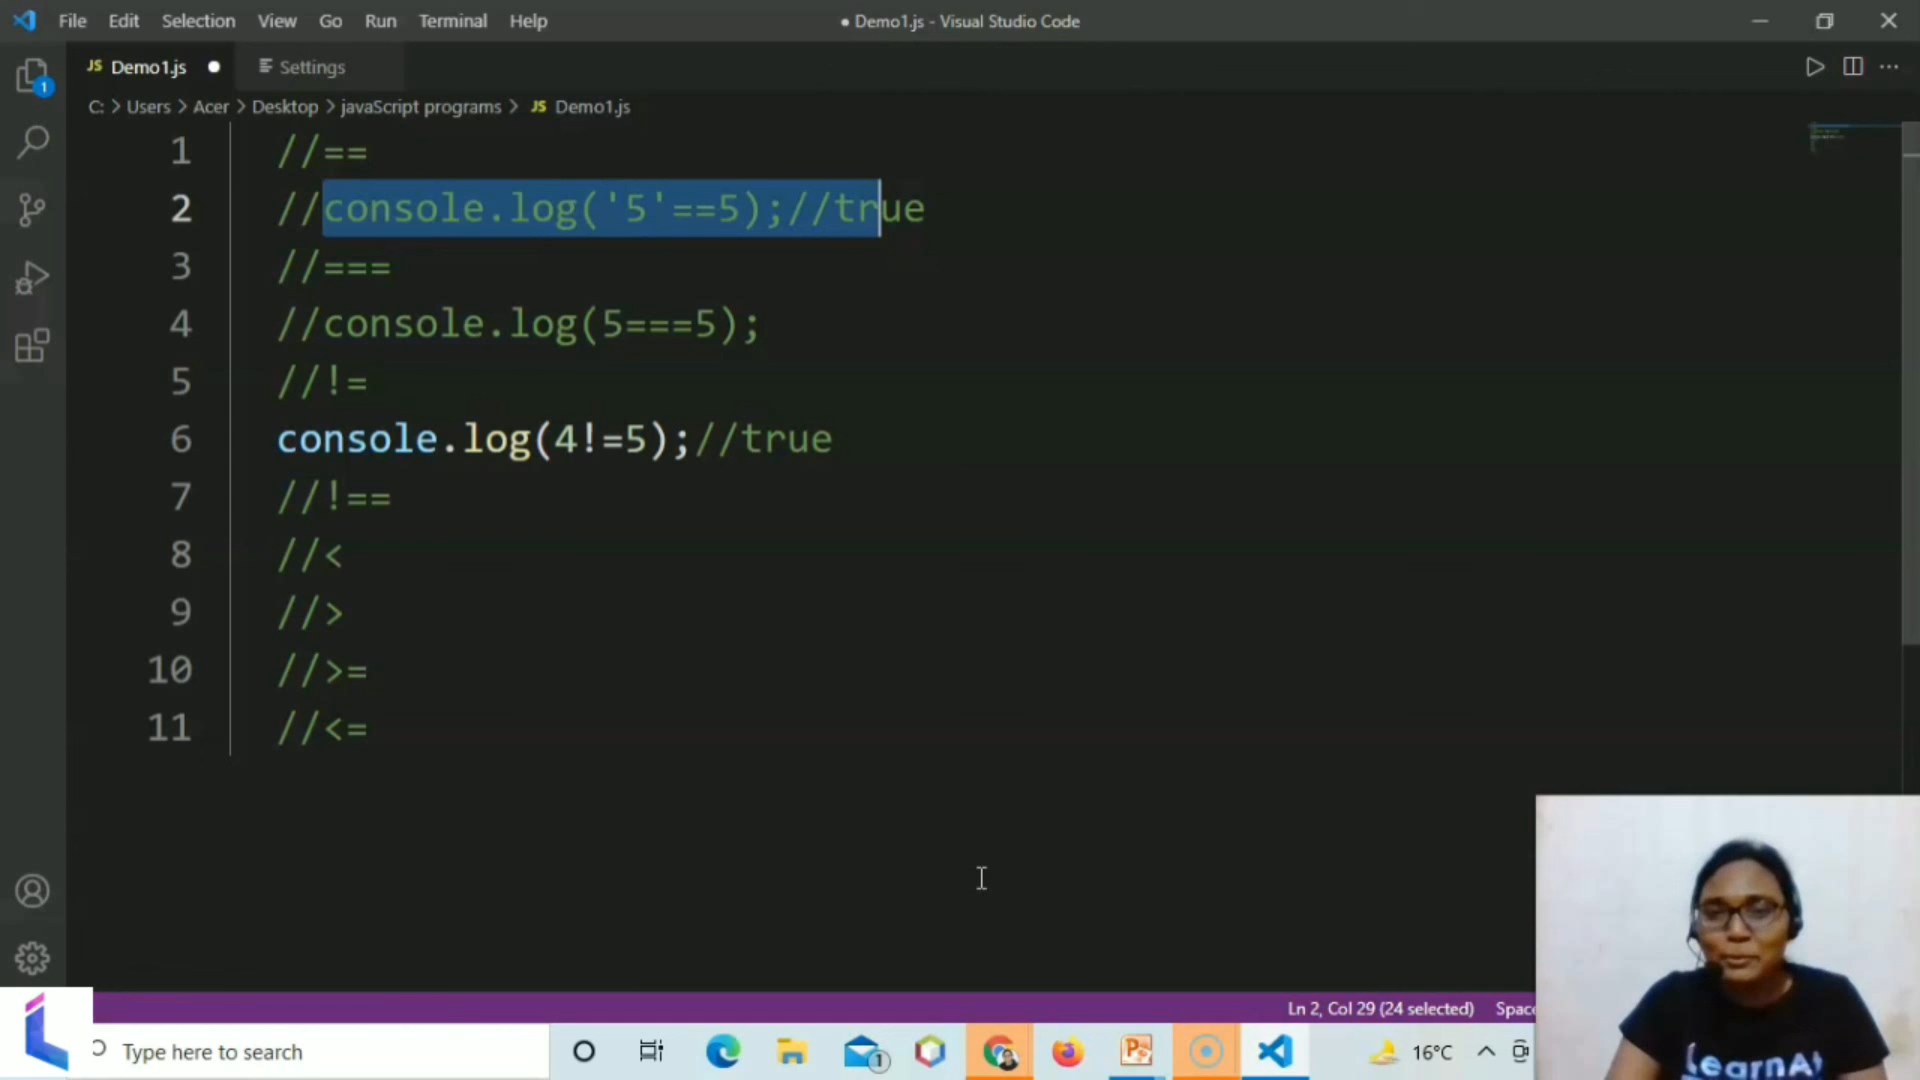 File Edit Selection View Go Run Terminal Help
● Demo1.js - Visual Studio Code
JS Demo1.js ● Settings
C: > Users > Acer > Desktop > javaScript programs > JS Demo1.js
1 //==
2 //console.log('5'==5);//true
3 //===
4 //console.log(5===5);
5 //!=
6 console.log(4!=5);//true
7 //!==
8 //<
9 //>
10 //>=
11 //<=
1
Ln 2, Col 29 (24 selected)
Type here to search
1
16°C